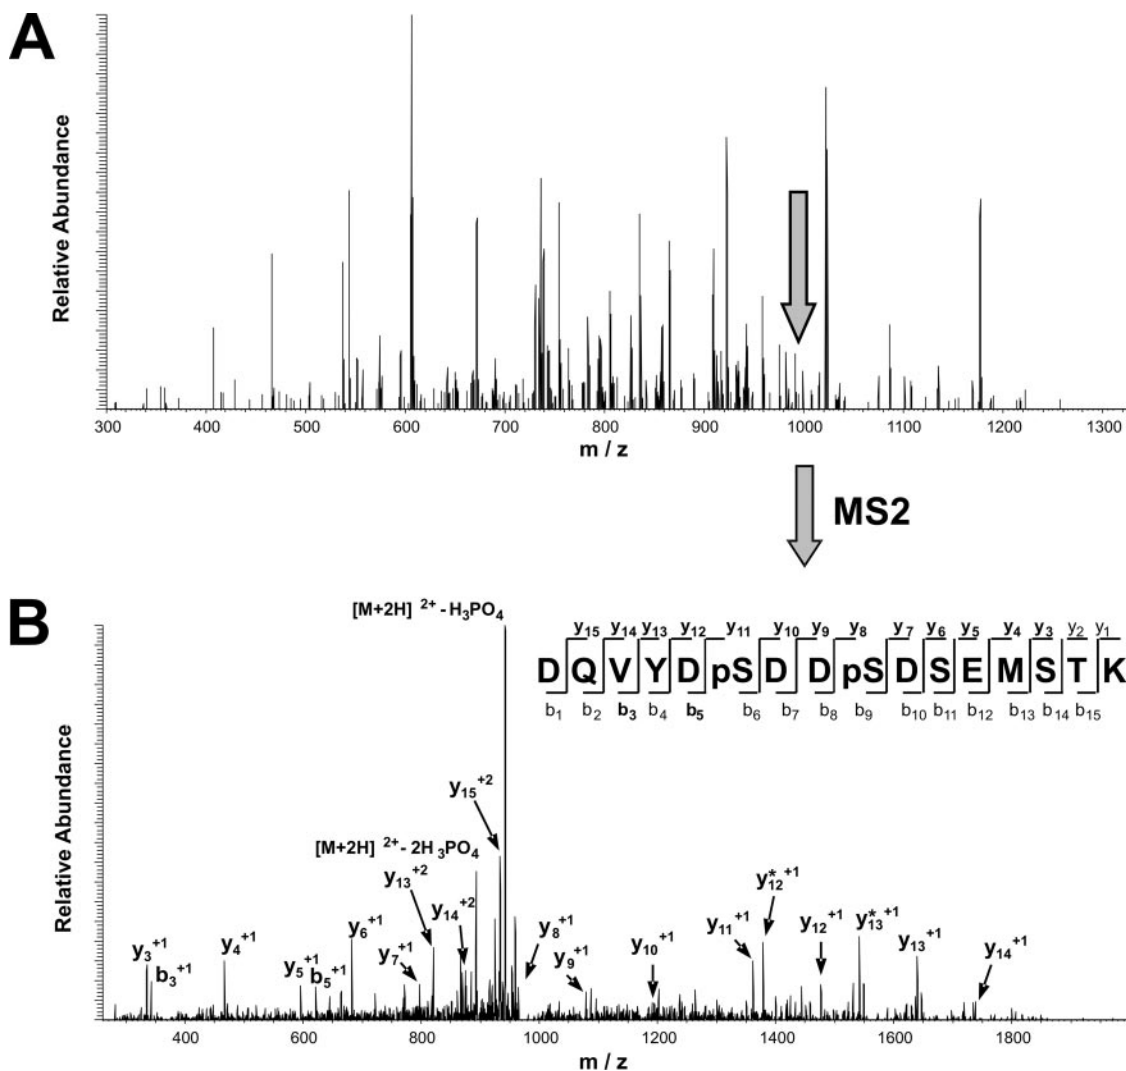 A
Relative Abundance
300 400 500 600 700 800 900 1000 1100 1200 1300
m / z
MS2
B
[M+2H] 2+ - H3PO4
y15 y14 y13 y12 y11 y10 y9 y8 y7 y6 y5 y4 y3 y2 y1
D Q V Y D pS D D pS D S E M S T K
b1 b2 b3 b4 b5 b6 b7 b8 b9 b10 b11 b12 b13 b14 b15
Relative Abundance
y15+2
[M+2H] 2+ - 2H3PO4
y13+2
y14+2
y3+1
b3+1
y4+1
y5+1
b5+1
y6+1
y7+1
y8+1
y9+1
y10+1
y11+1
y*12+1
y12+1
y*13+1
y13+1
y14+1
400 600 800 1000 1200 1400 1600 1800
m / z